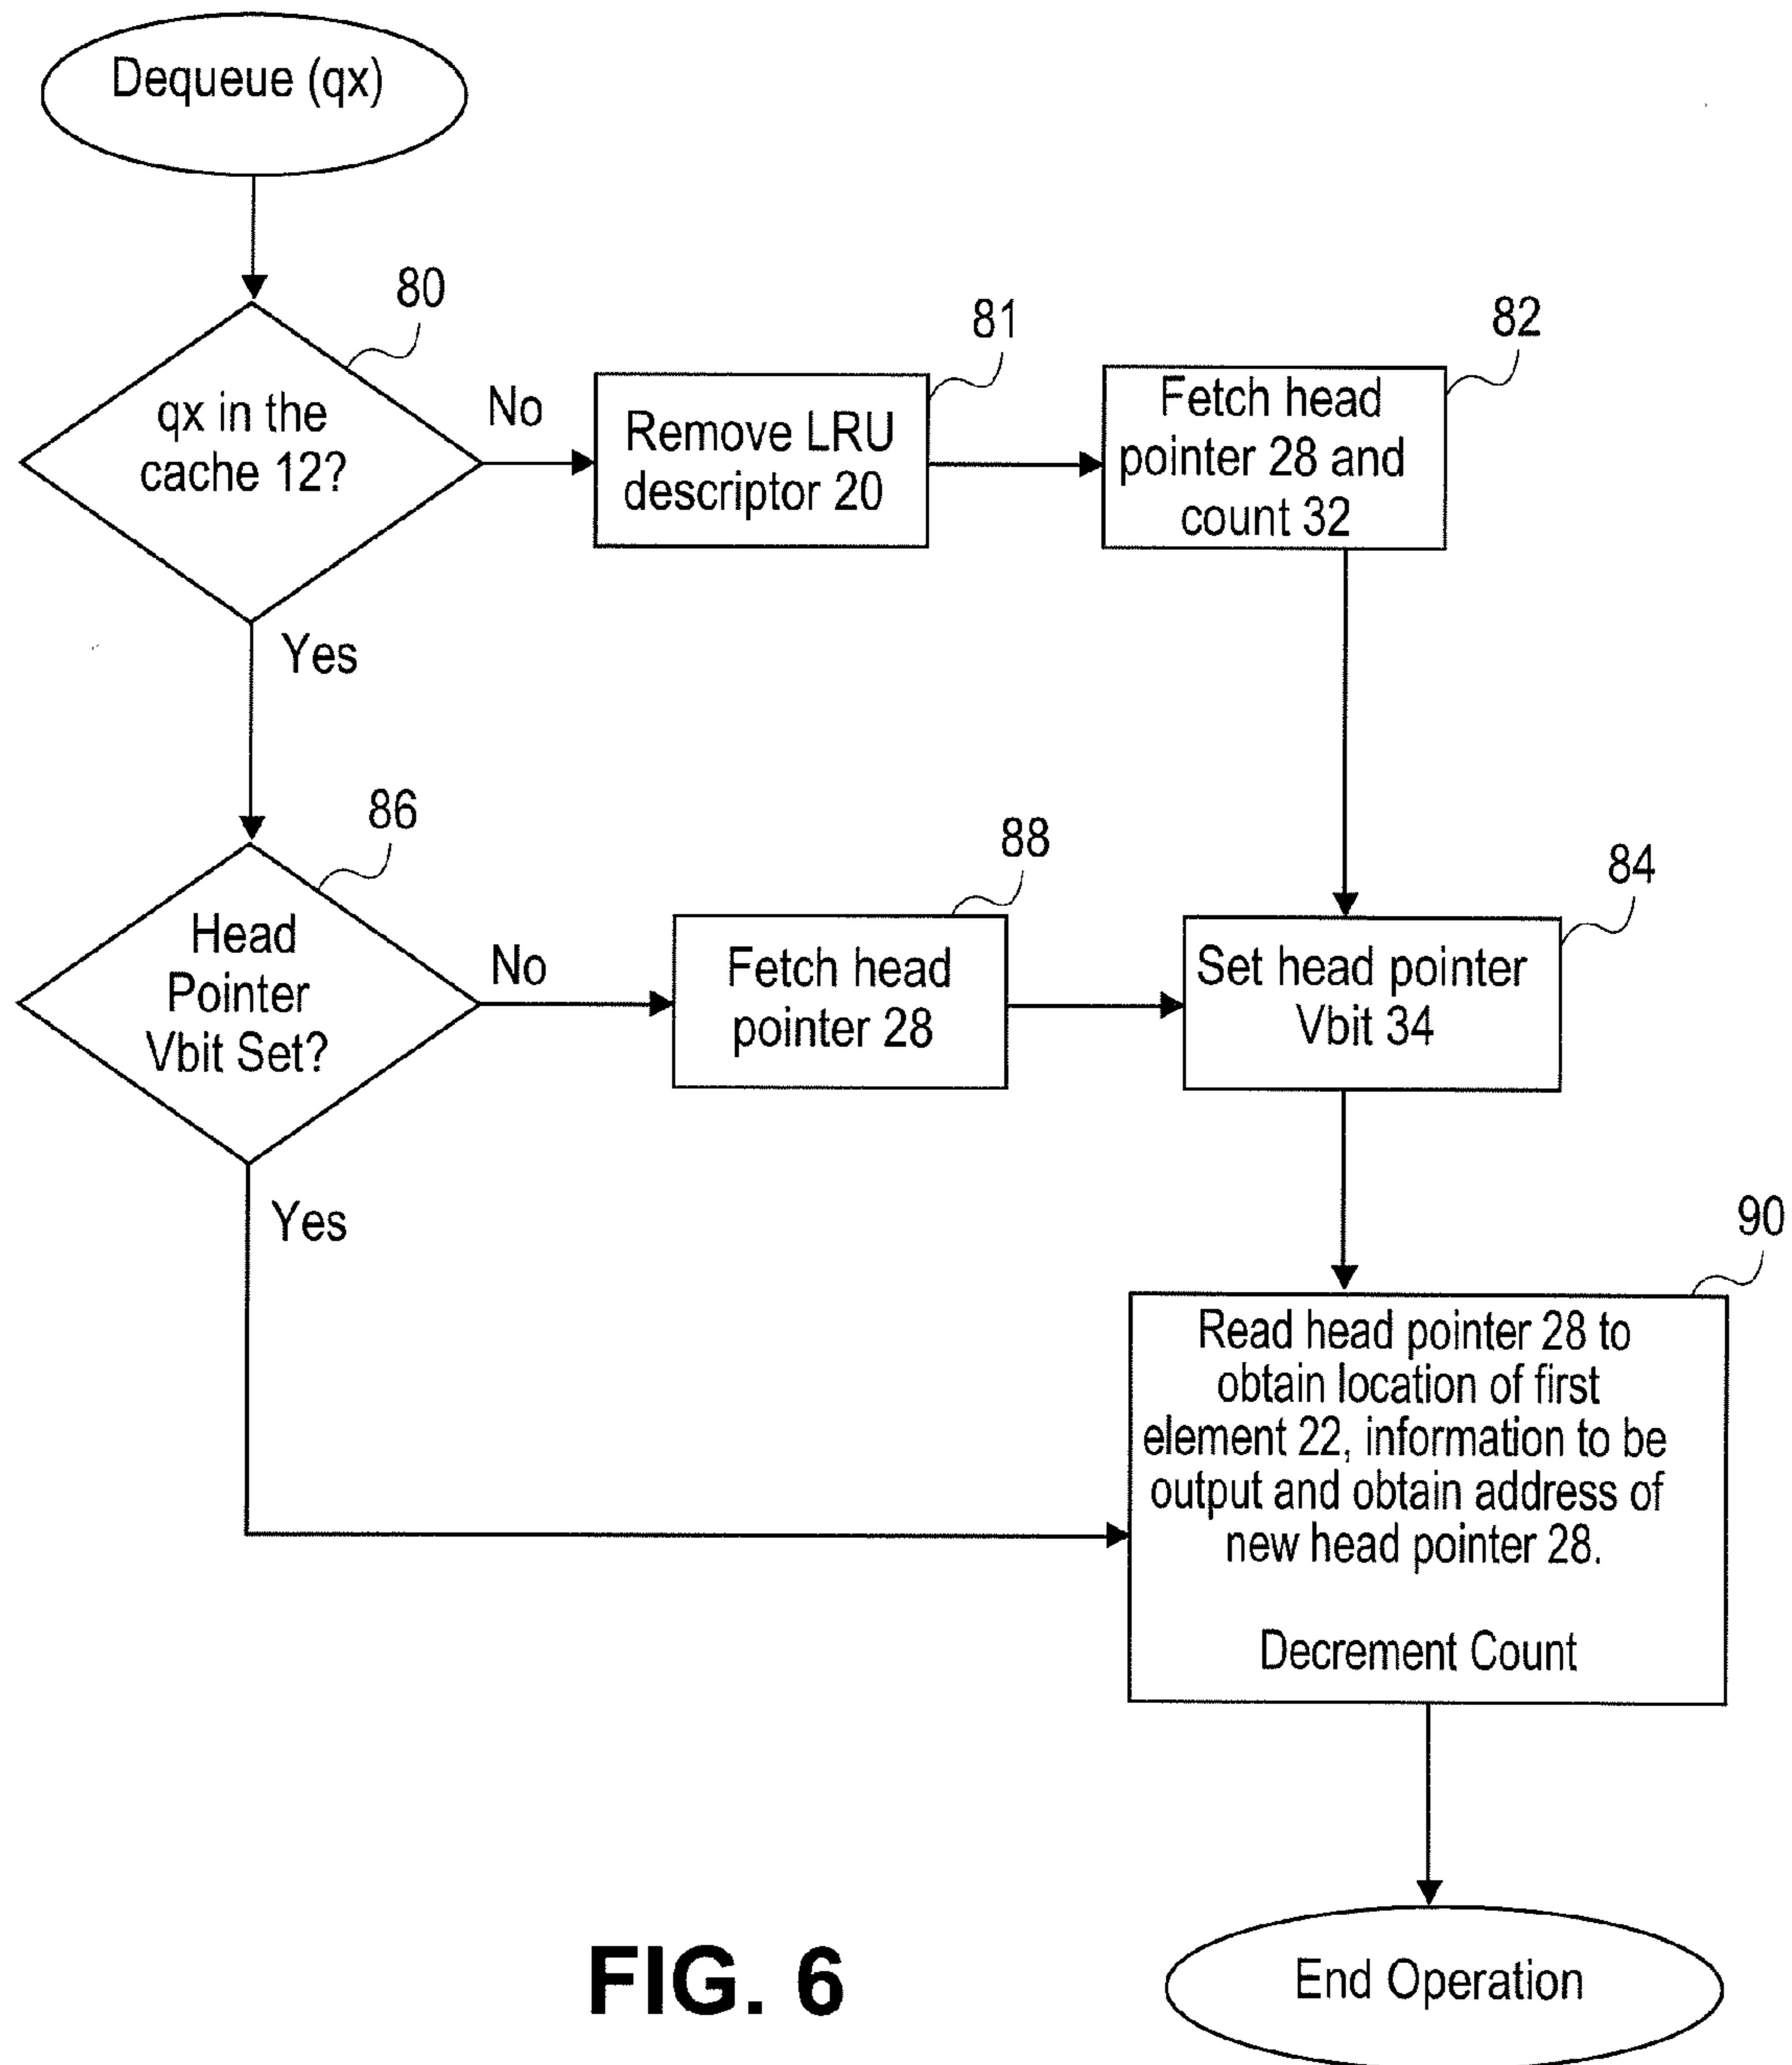 Dequeue (qx)
80
qx in the
cache 12?
No
Yes
81
Remove LRU
descriptor 20
82
Fetch head
pointer 28 and
count 32
86
Head
Pointer
Vbit Set?
No
Yes
88
Fetch head
pointer 28
84
Set head pointer
Vbit 34
90
Read head pointer 28 to
obtain location of first
element 22, information to be
output and obtain address of
new head pointer 28.
Decrement Count
End Operation
FIG. 6